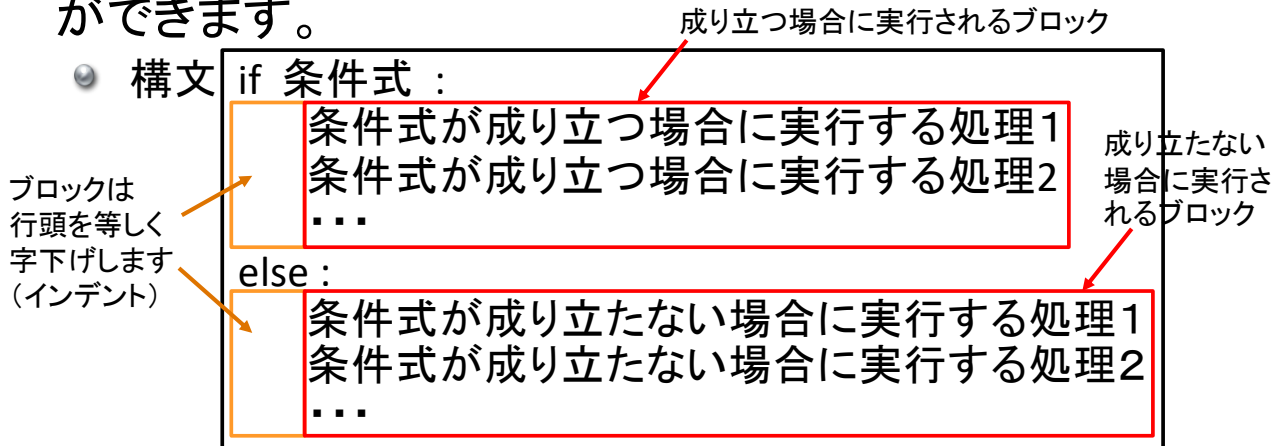 ができます。
成り立つ場合に実行されるブロック
構文
if 条件式 :
条件式が成り立つ場合に実行する処理１
条件式が成り立つ場合に実行する処理2
・・・
成り立たない
場合に実行さ
れるブロック
ブロックは
行頭を等しく
字下げします
（インデント）
else :
条件式が成り立たない場合に実行する処理１
条件式が成り立たない場合に実行する処理２
・・・